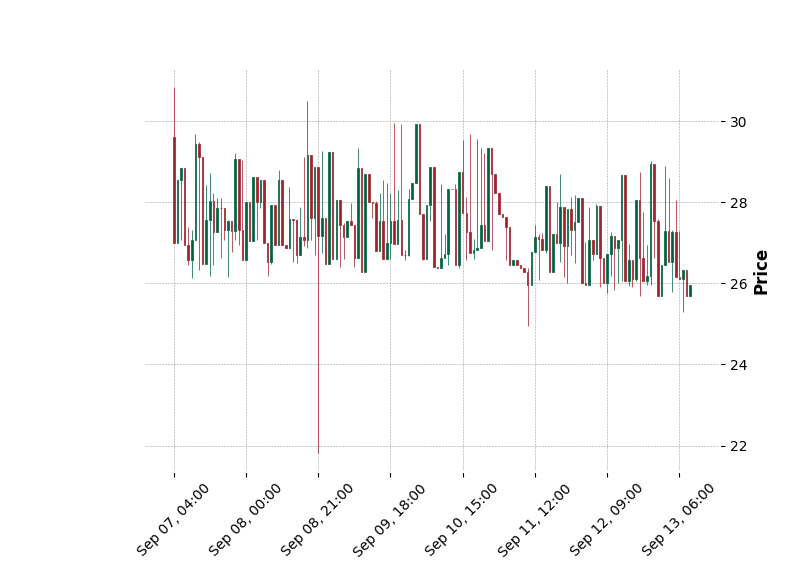 30
28
26
24
22
Price
Sep 07, 04:00
Sep 08, 00:00
Sep 08, 21:00
Sep 09, 18:00
Sep 10, 15:00
Sep 11, 12:00
Sep 12, 09:00
Sep 13, 06:00